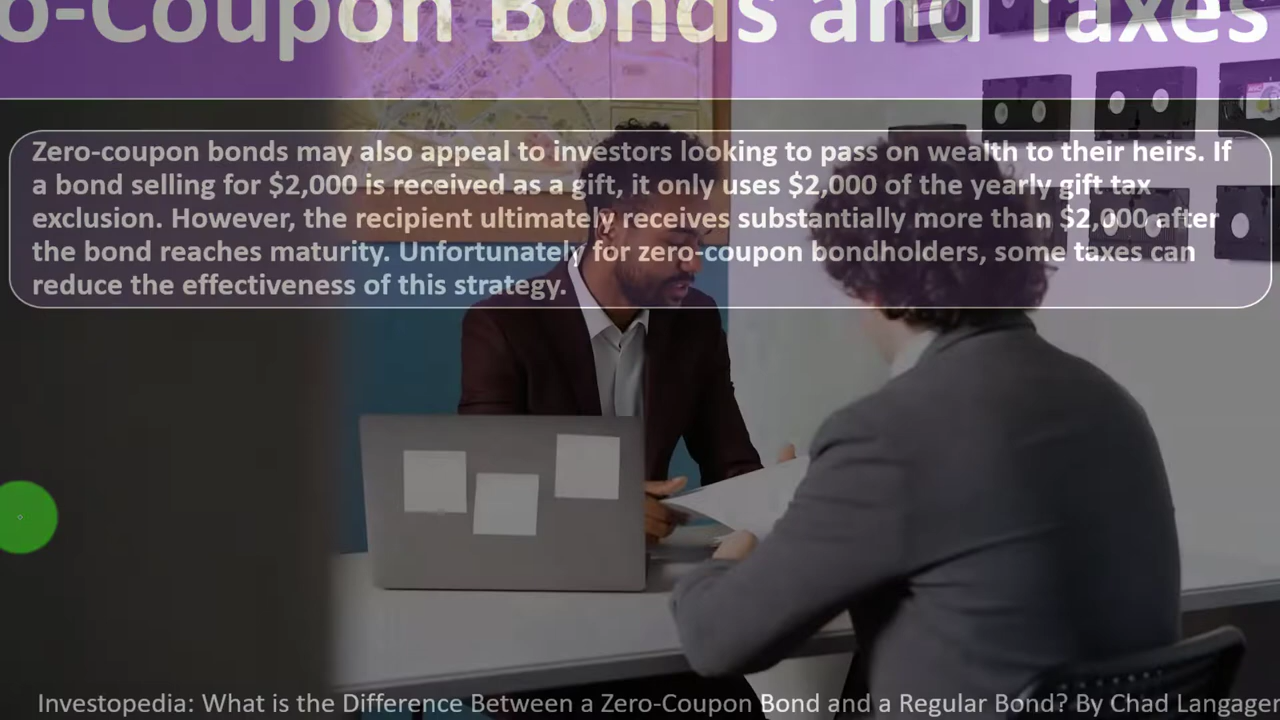 o-Coupon Bonds and Taxes
Zero-coupon bonds may also appeal to investors looking to pass on wealth to their heirs. If
a bond selling for $2,000 is received as a gift, it only uses $2,000 of the yearly gift tax
exclusion. However, the recipient ultimately receives substantially more than $2,000 after
the bond reaches maturity. Unfortunately for zero-coupon bondholders, some taxes can
reduce the effectiveness of this strategy.
Investopedia: What is the Difference Between a Zero-Coupon Bond and a Regular Bond? By Chad Langager